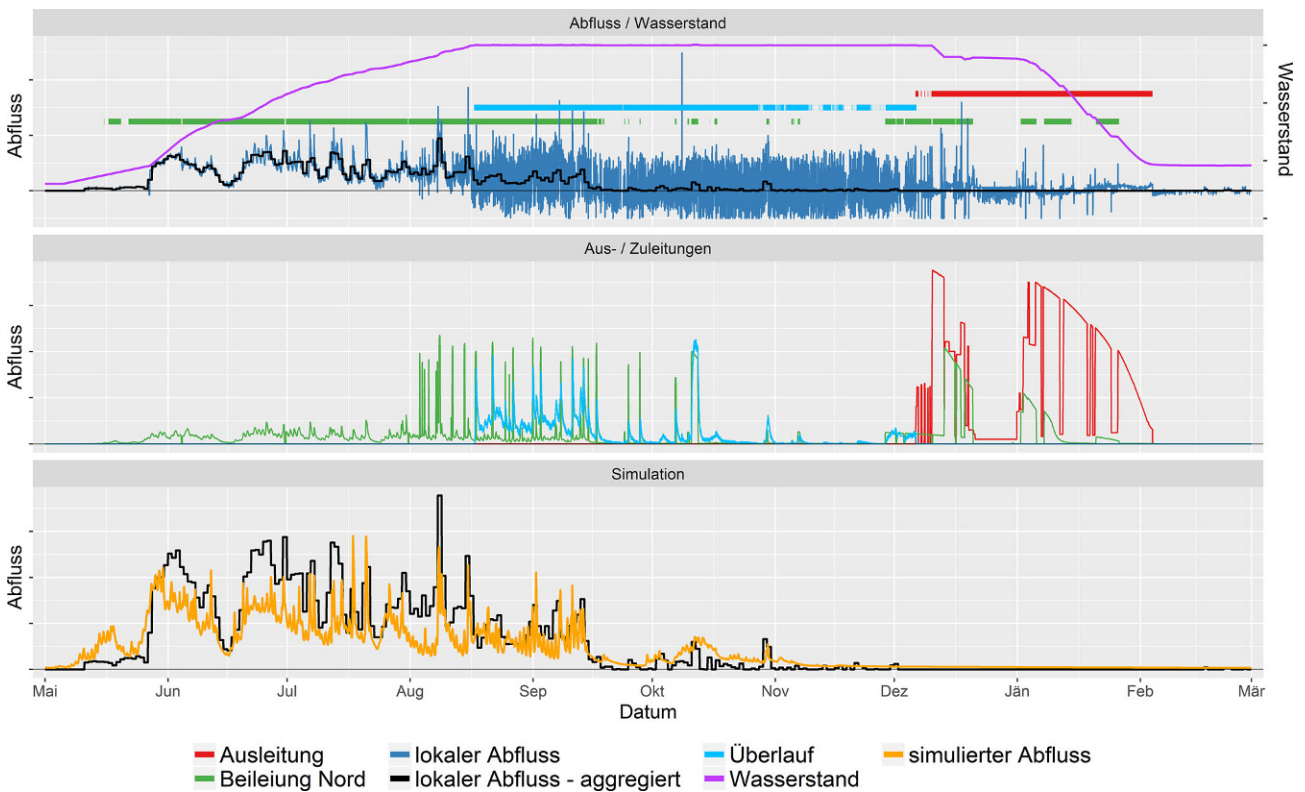 Abfluss / Wasserstand
Abfluss
Wasserstand
Aus- / Zuleitungen
Abfluss
Simulation
Abfluss
Mai Jun Jul Aug Sep Okt Nov Dez Jän Feb Mär
Datum
Ausleitung lokaler Abfluss Überlauf simulierter Abfluss
Beileiung Nord lokaler Abfluss - aggregiert Wasserstand